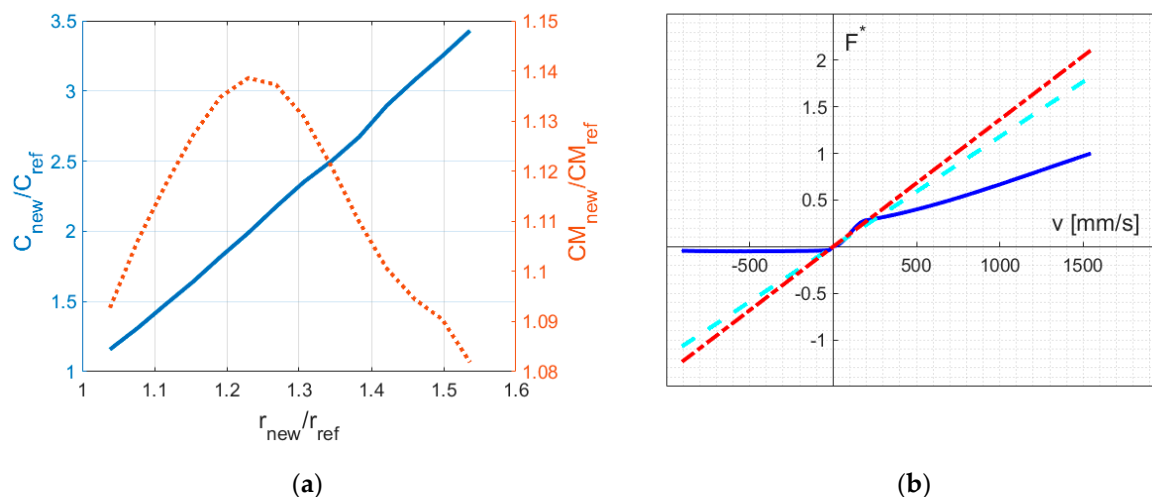 3.5
3
2.5
2
1.5
1
C_new/C_ref
1.15
1.14
1.13
1.12
1.11
1.1
1.09
1.08
CM_new/CM_ref
1 1.1 1.2 1.3 1.4 1.5 1.6
r_new/r_ref
(a)
F*
2
1.5
1
0.5
v [mm/s]
-500 500 1000 1500
-0.5
-1
(b)